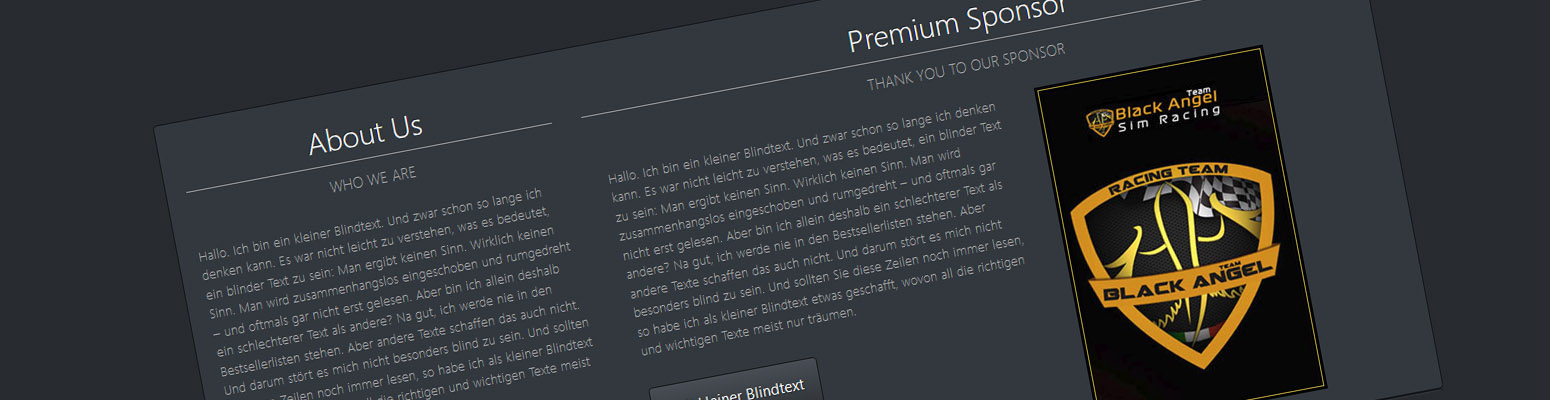 About Us
WHO WE ARE
Hallo. Ich bin ein kleiner Blindtext. Und zwar schon so lange ich
denken kann. Es war nicht leicht zu verstehen, was es bedeutet,
ein blinder Text zu sein: Man ergibt keinen Sinn. Wirklich keinen
Sinn. Man wird zusammenhangslos eingeschoben und rumgedreht
– und oftmals gar nicht erst gelesen. Aber bin ich allein deshalb
ein schlechterer Text als andere? Na gut, ich werde nie in den
Bestsellerlisten stehen. Aber andere Texte schaffen das auch nicht.
Und darum stört es mich nicht besonders blind zu sein. Und sollten
Zeilen noch immer lesen, so habe ich als kleiner Blindtext
die richtigen und wichtigen Texte meist
Premium Sponsor
THANK YOU TO OUR SPONSOR
Hallo. Ich bin ein kleiner Blindtext. Und zwar schon so lange ich denken
kann. Es war nicht leicht zu verstehen, was es bedeutet, ein blinder Text
zu sein: Man ergibt keinen Sinn. Wirklich keinen Sinn. Man wird
zusammenhangslos eingeschoben und rumgedreht – und oftmals gar
nicht erst gelesen. Aber bin ich allein deshalb ein schlechterer Text als
andere? Na gut, ich werde nie in den Bestsellerlisten stehen. Aber
andere Texte schaffen das auch nicht. Und darum stört es mich nicht
besonders blind zu sein. Und sollten Sie diese Zeilen noch immer lesen,
so habe ich als kleiner Blindtext etwas geschafft, wovon all die richtigen
und wichtigen Texte meist nur träumen.
kleiner Blindtext
Team
Black Angel
Sim Racing
RACING TEAM
TEAM
BLACK ANGEL